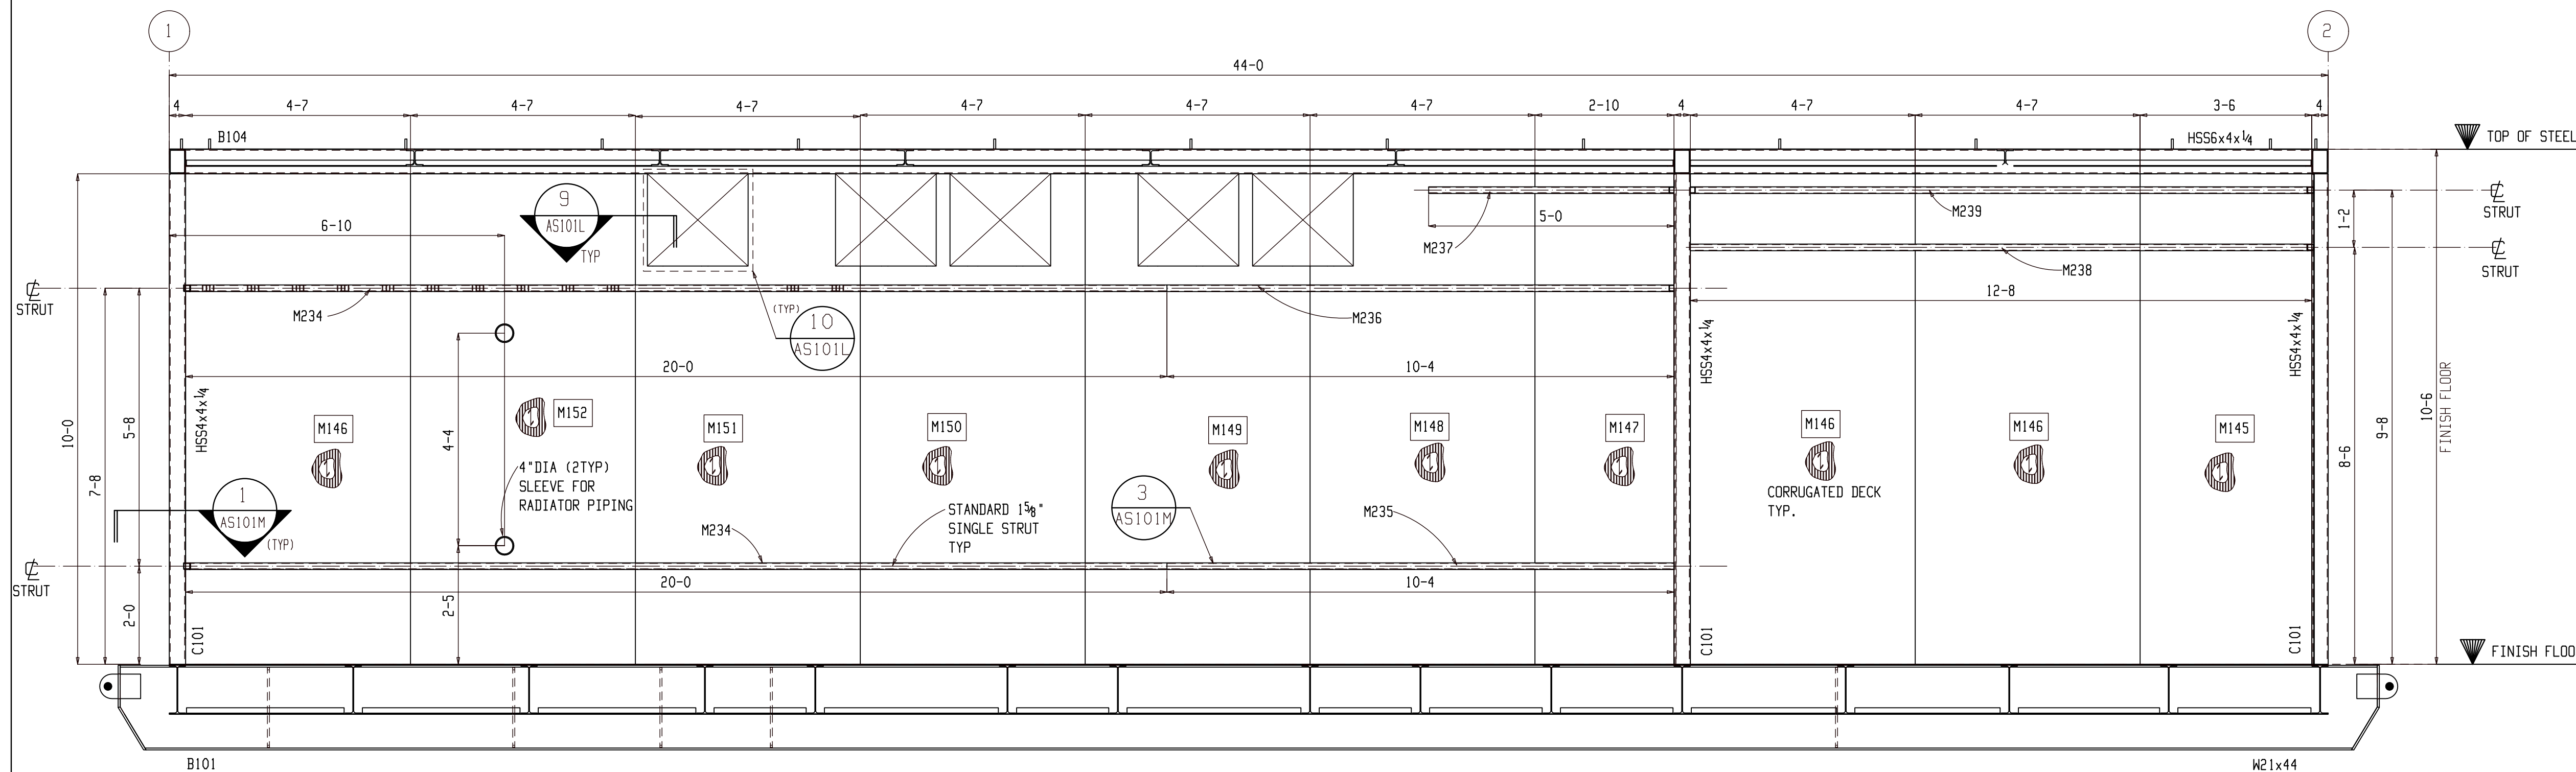 1
2
44-0
4
4-7
4-7
4-7
4-7
4-7
4-7
2-10
4
4-7
4-7
3-6
4
B104
HSS6x4x1/4
TOP OF STEEL
9
AS101L
TYP
6-10
5-0
M237
M239
1-2
℄
STRUT
M238
℄
STRUT
℄
STRUT
M234
(TYP)
10
AS101L
M236
12-8
20-0
10-4
10-0
5-8
7-8
4-4
HSS4x4x1/4
HSS4x4x1/4
HSS4x4x1/4
M146
M152
M151
M150
M149
M148
M147
M146
M146
M145
10-6
FINISH FLOOR
9-8
8-6
4"DIA (2TYP)
SLEEVE FOR
RADIATOR PIPING
1
AS101M
(TYP)
M234
STANDARD 1 5/8"
SINGLE STRUT
TYP
3
AS101M
M235
CORRUGATED DECK
TYP.
℄
STRUT
2-0
2-5
20-0
10-4
C101
C101
C101
FINISH FLOO
B101
W21x44